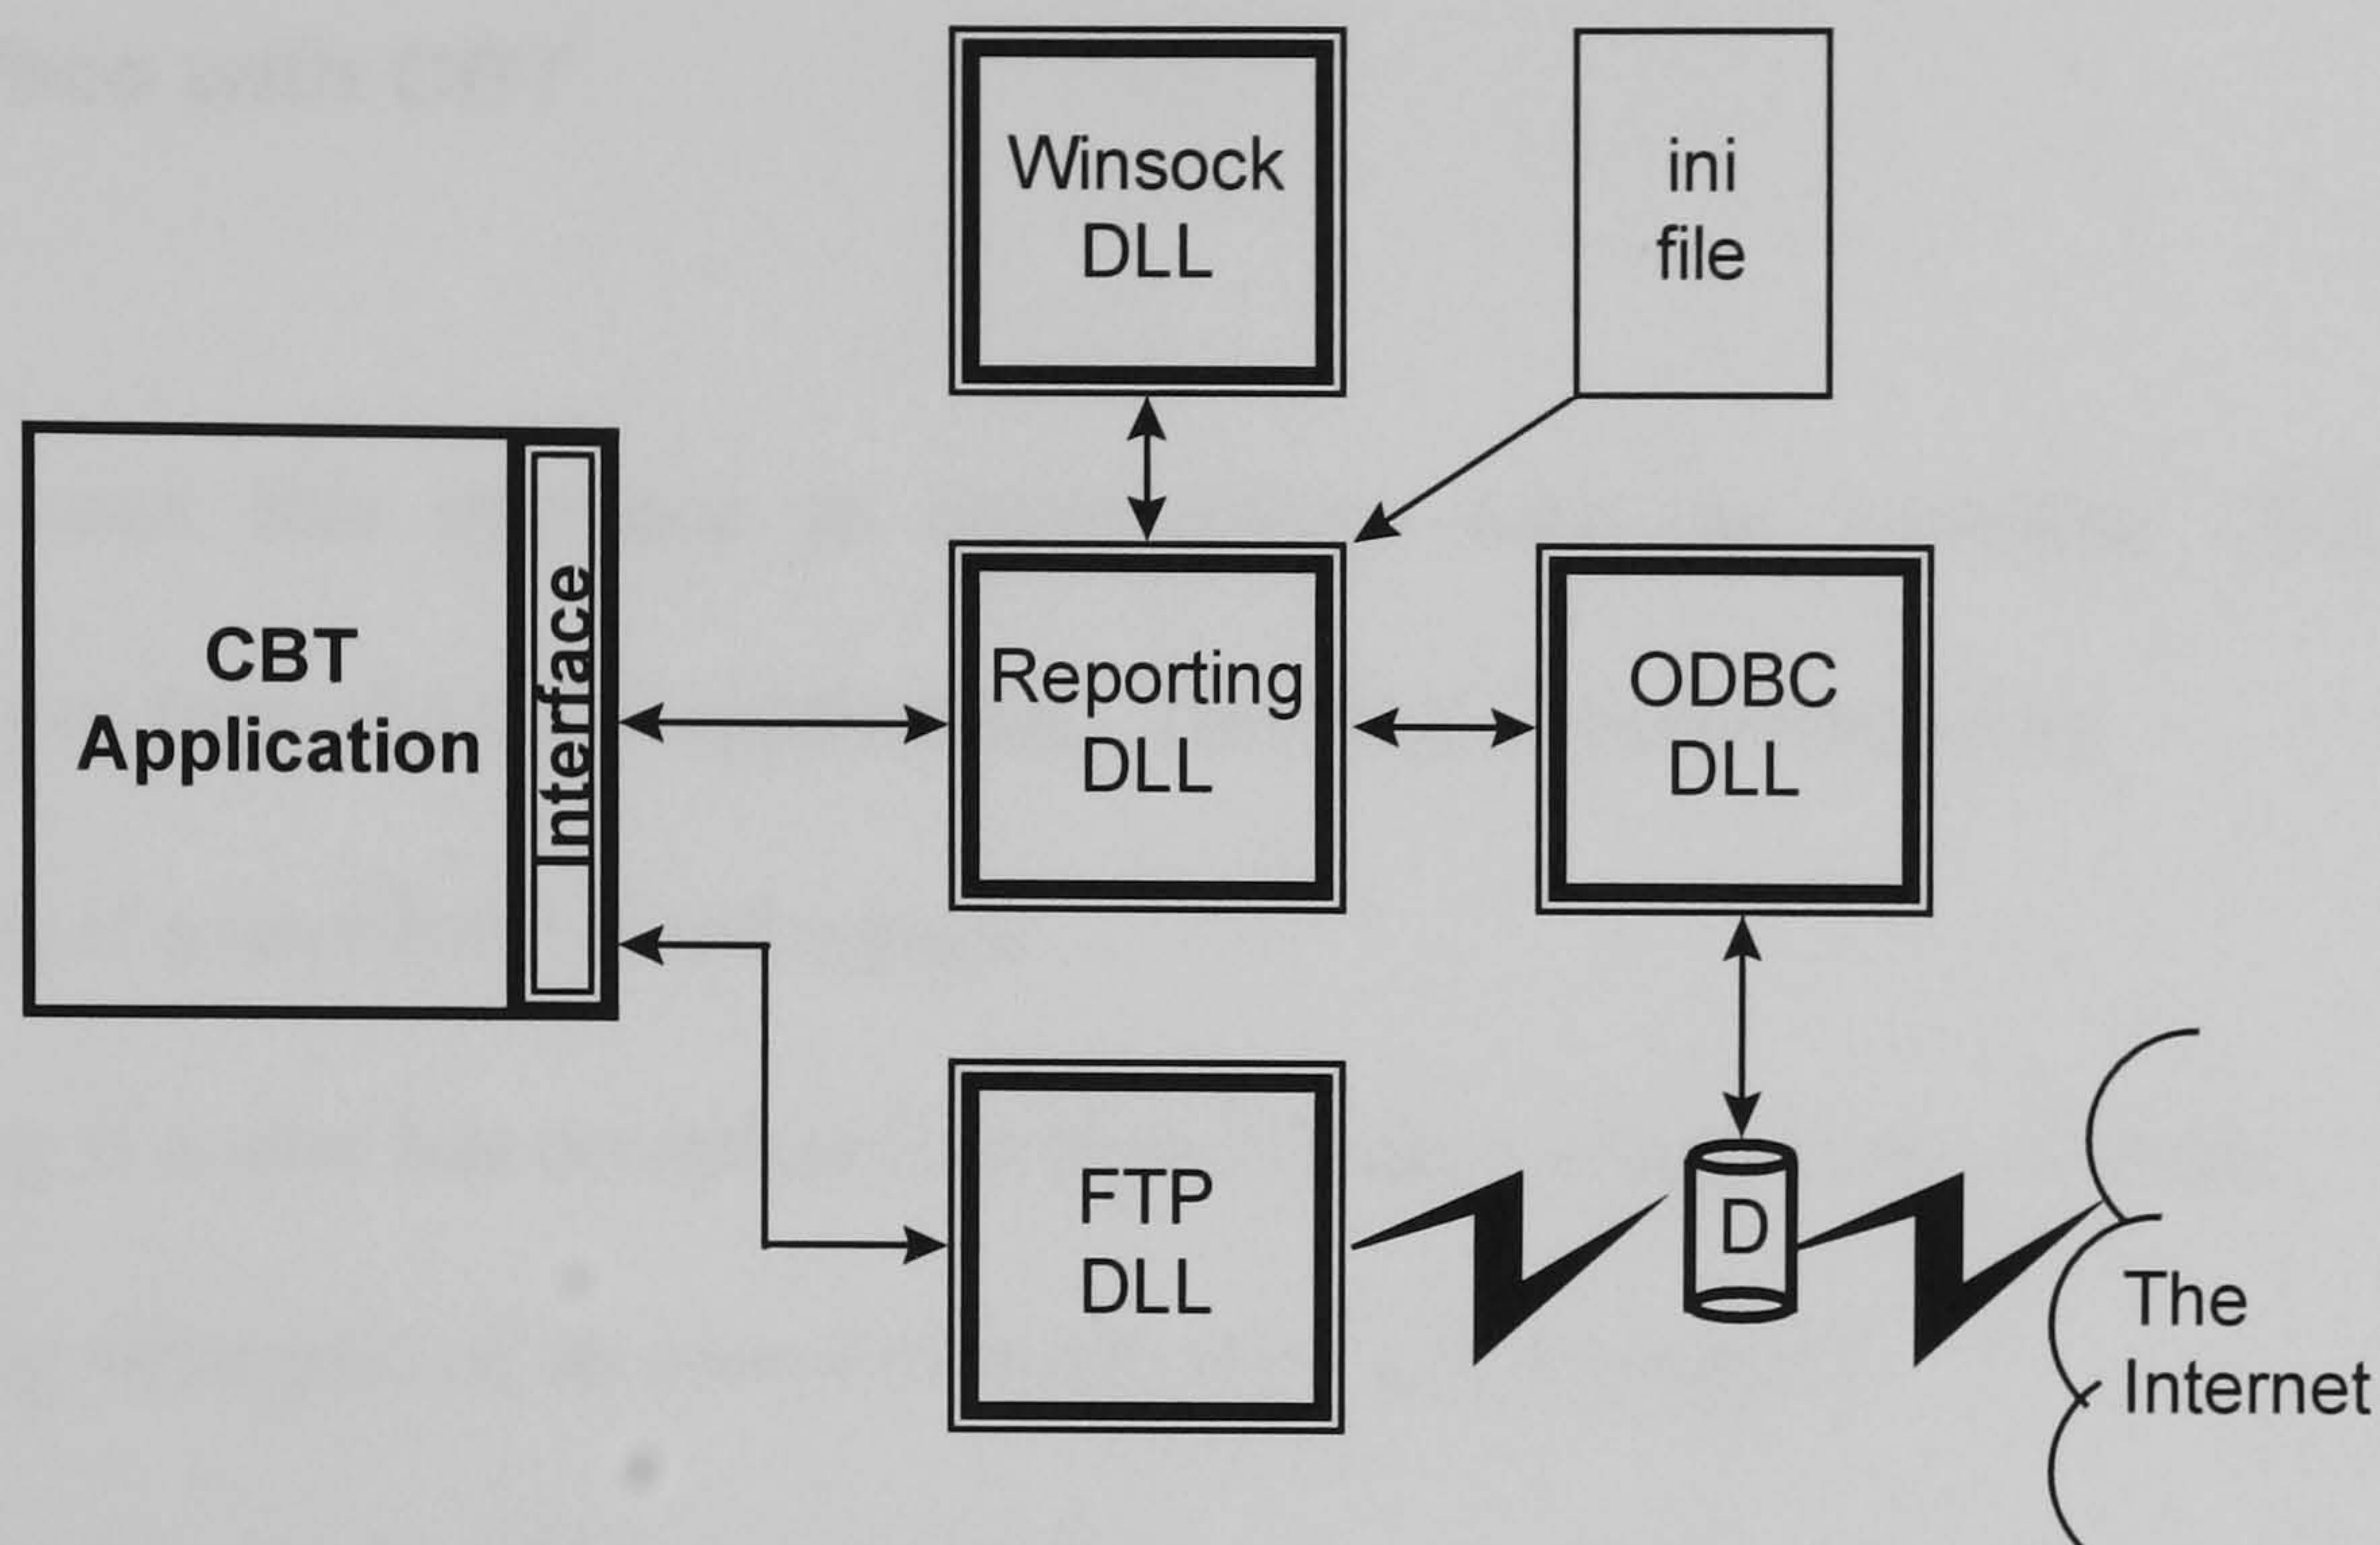 Winsock
DLL
ini
file
CBT
Application
Interface
Reporting
DLL
ODBC
DLL
FTP
DLL
D
The
Internet